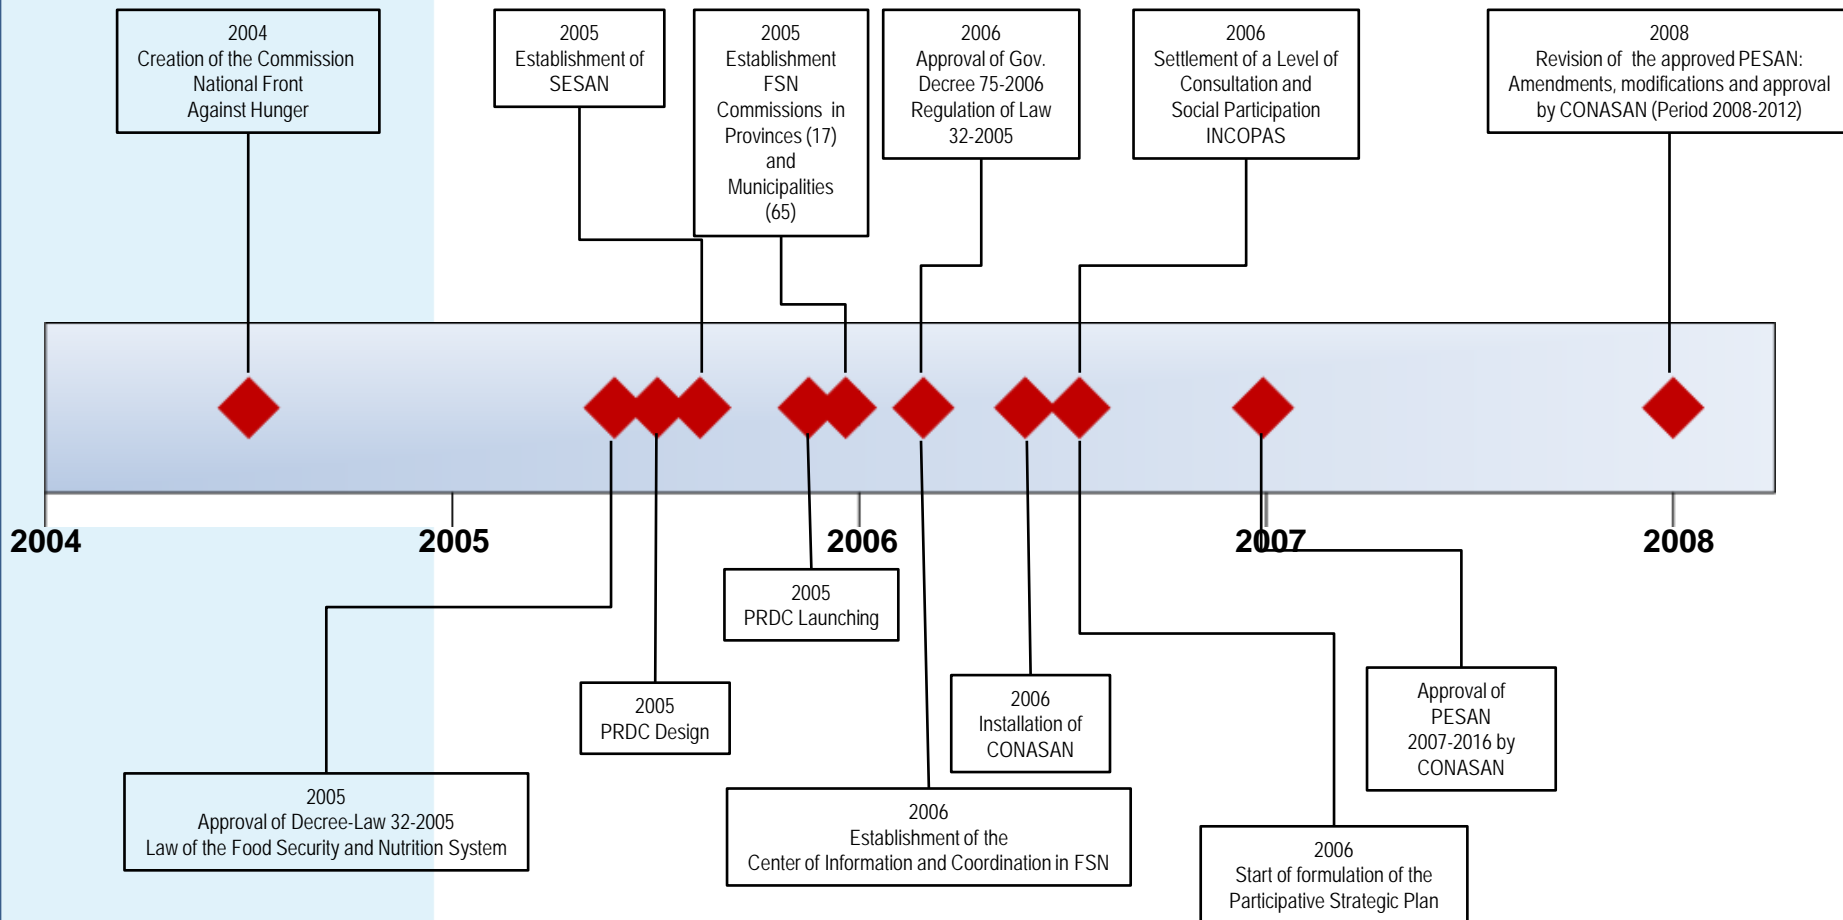 2004
Creation of the Commission
National Front
Against Hunger
2005
Establishment of
SESAN
2005
Establishment
FSN
Commissions in
Provinces (17)
and
Municipalities
(65)
2006
Approval of Gov.
Decree 75-2006
Regulation of Law
32-2005
2006
Settlement of a Level of
Consultation and
Social Participation
INCOPAS
2008
Revision of the approved PESAN:
Amendments, modifications and approval
by CONASAN (Period 2008-2012)
2004
2005
2006
2007
2008
2005
Approval of Decree-Law 32-2005
Law of the Food Security and Nutrition System
2005
PRDC Design
2005
PRDC Launching
2006
Establishment of the
Center of Information and Coordination in FSN
2006
Installation of
CONASAN
2006
Start of formulation of the
Participative Strategic Plan
Approval of
PESAN
2007-2016 by
CONASAN